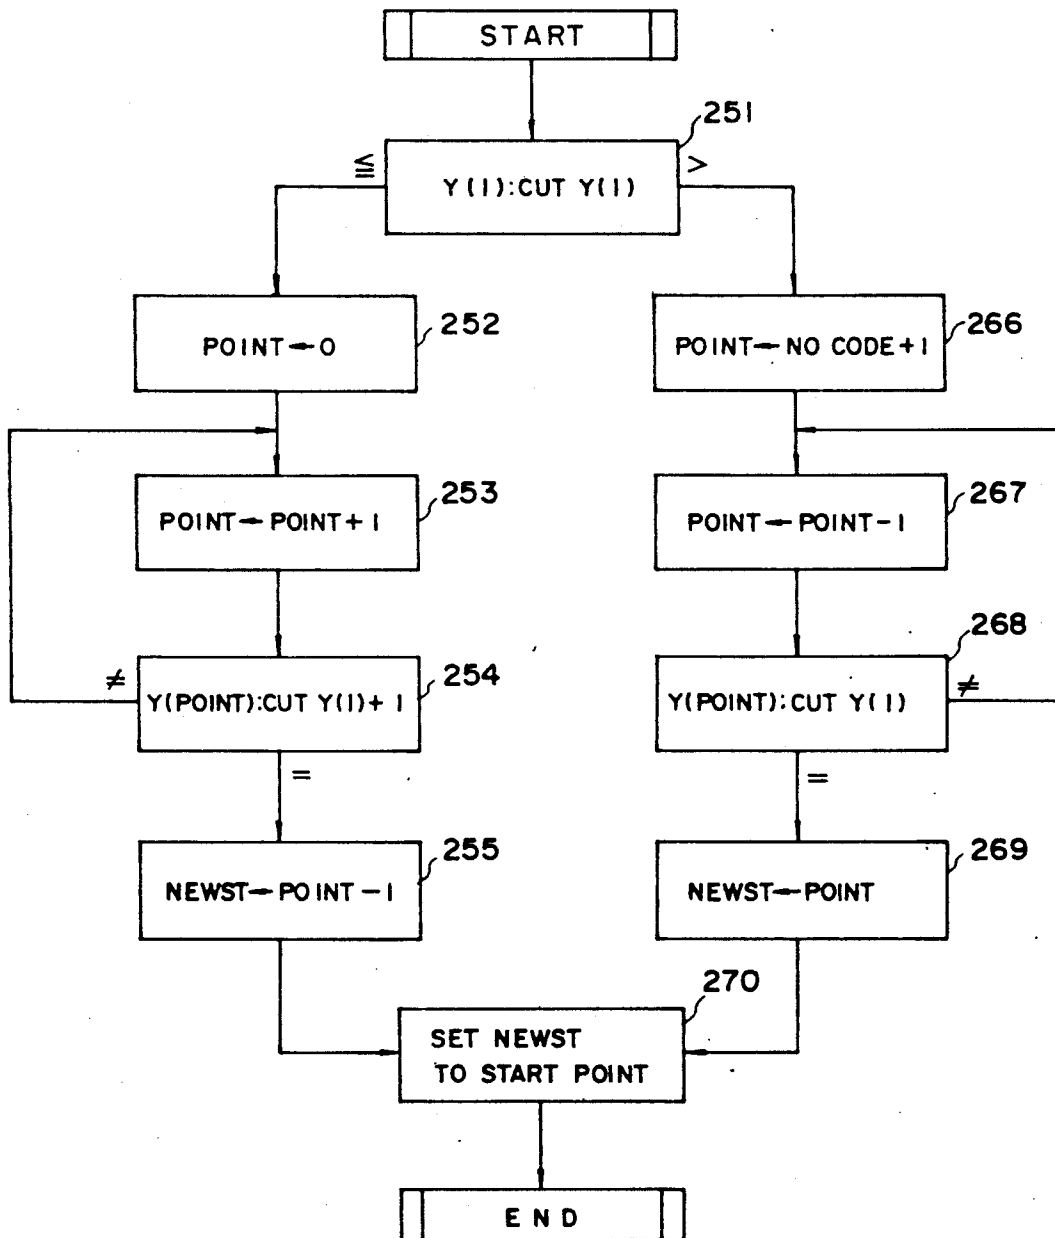 START
251
≦
>
Y(1):CUT Y(1)
252
POINT←0
266
POINT←NO CODE+1
253
POINT←POINT+1
267
POINT←POINT-1
254
≠
Y(POINT):CUT Y(1)+1
=
268
≠
Y(POINT):CUT Y(1)
=
255
NEWST←POINT-1
269
NEWST←POINT
270
SET NEWST
TO START POINT
END